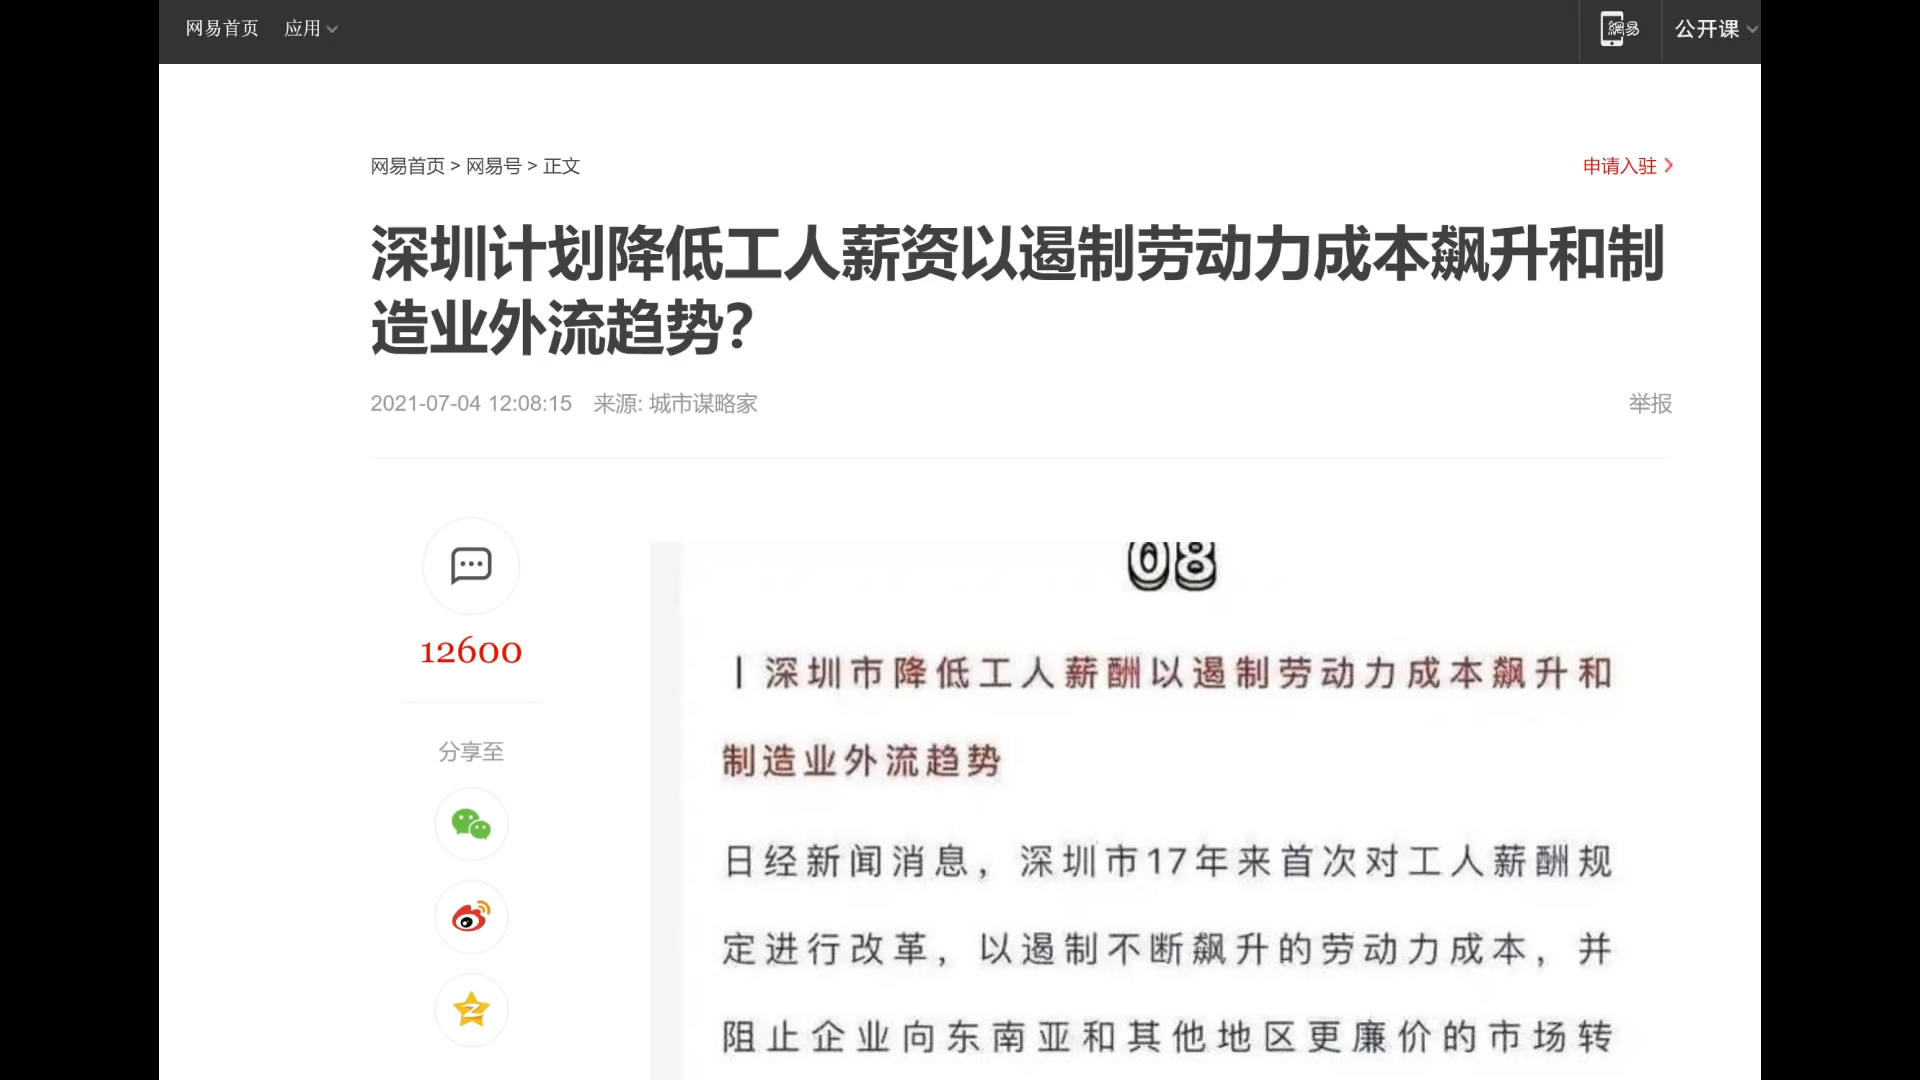 网易首页 应用
網易 公开课
网易首页 > 网易号 > 正文
申请入驻
深圳计划降低工人薪资以遏制劳动力成本飙升和制
造业外流趋势？
2021-07-04 12:08:15 来源: 城市谋略家
举报
12600
分享至
08
丨深圳市降低工人薪酬以遏制劳动力成本飙升和
制造业外流趋势
日经新闻消息，深圳市17年来首次对工人薪酬规
定进行改革，以遏制不断飙升的劳动力成本，并
阻止企业向东南亚和其他地区更廉价的市场转